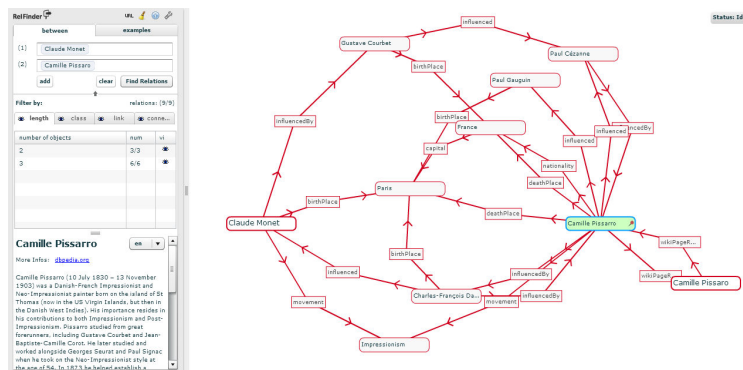 RelFinder
URL
between
examples
(1) Claude Monet
(2) Camille Pissaro
add
clear
Find Relations
Filter by:
relations: (9/9)
length
class
link
conne...
number of objects
num
vi
2
3/3
3
6/6
Camille Pissarro
en
More Infos: dbpedia.org
Camille Pissarro (10 July 1830 – 13 November
1903) was a Danish-French Impressionist and
Neo-Impressionist painter born on the island of St
Thomas (now in the US Virgin Islands, but then in
the Danish West Indies). His importance resides in
his contributions to both Impressionism and Post-
Impressionism. Pissarro studied from great
forerunners, including Gustave Courbet and Jean-
Baptiste-Camille Corot. He later studied and
worked alongside Georges Seurat and Paul Signac
when he took on the Neo-Impressionist style at
the age of 54. In 1873 he helped establish a
Status: Id
influenced
Gustave Courbet
Paul Cézanne
birthPlace
Paul Gauguin
influencedBy
birthPlace
France
influenced
influenced
fluencedBy
capital
nationality
deathPlace
Paris
birthPlace
deathPlace
Claude Monet
Camille Pissarro
wikiPageR...
birthPlace
influenced
influencedBy
wikiPageR...
Camille Pissaro
Charles-François Da...
movement
movement
influencedBy
Impressionism